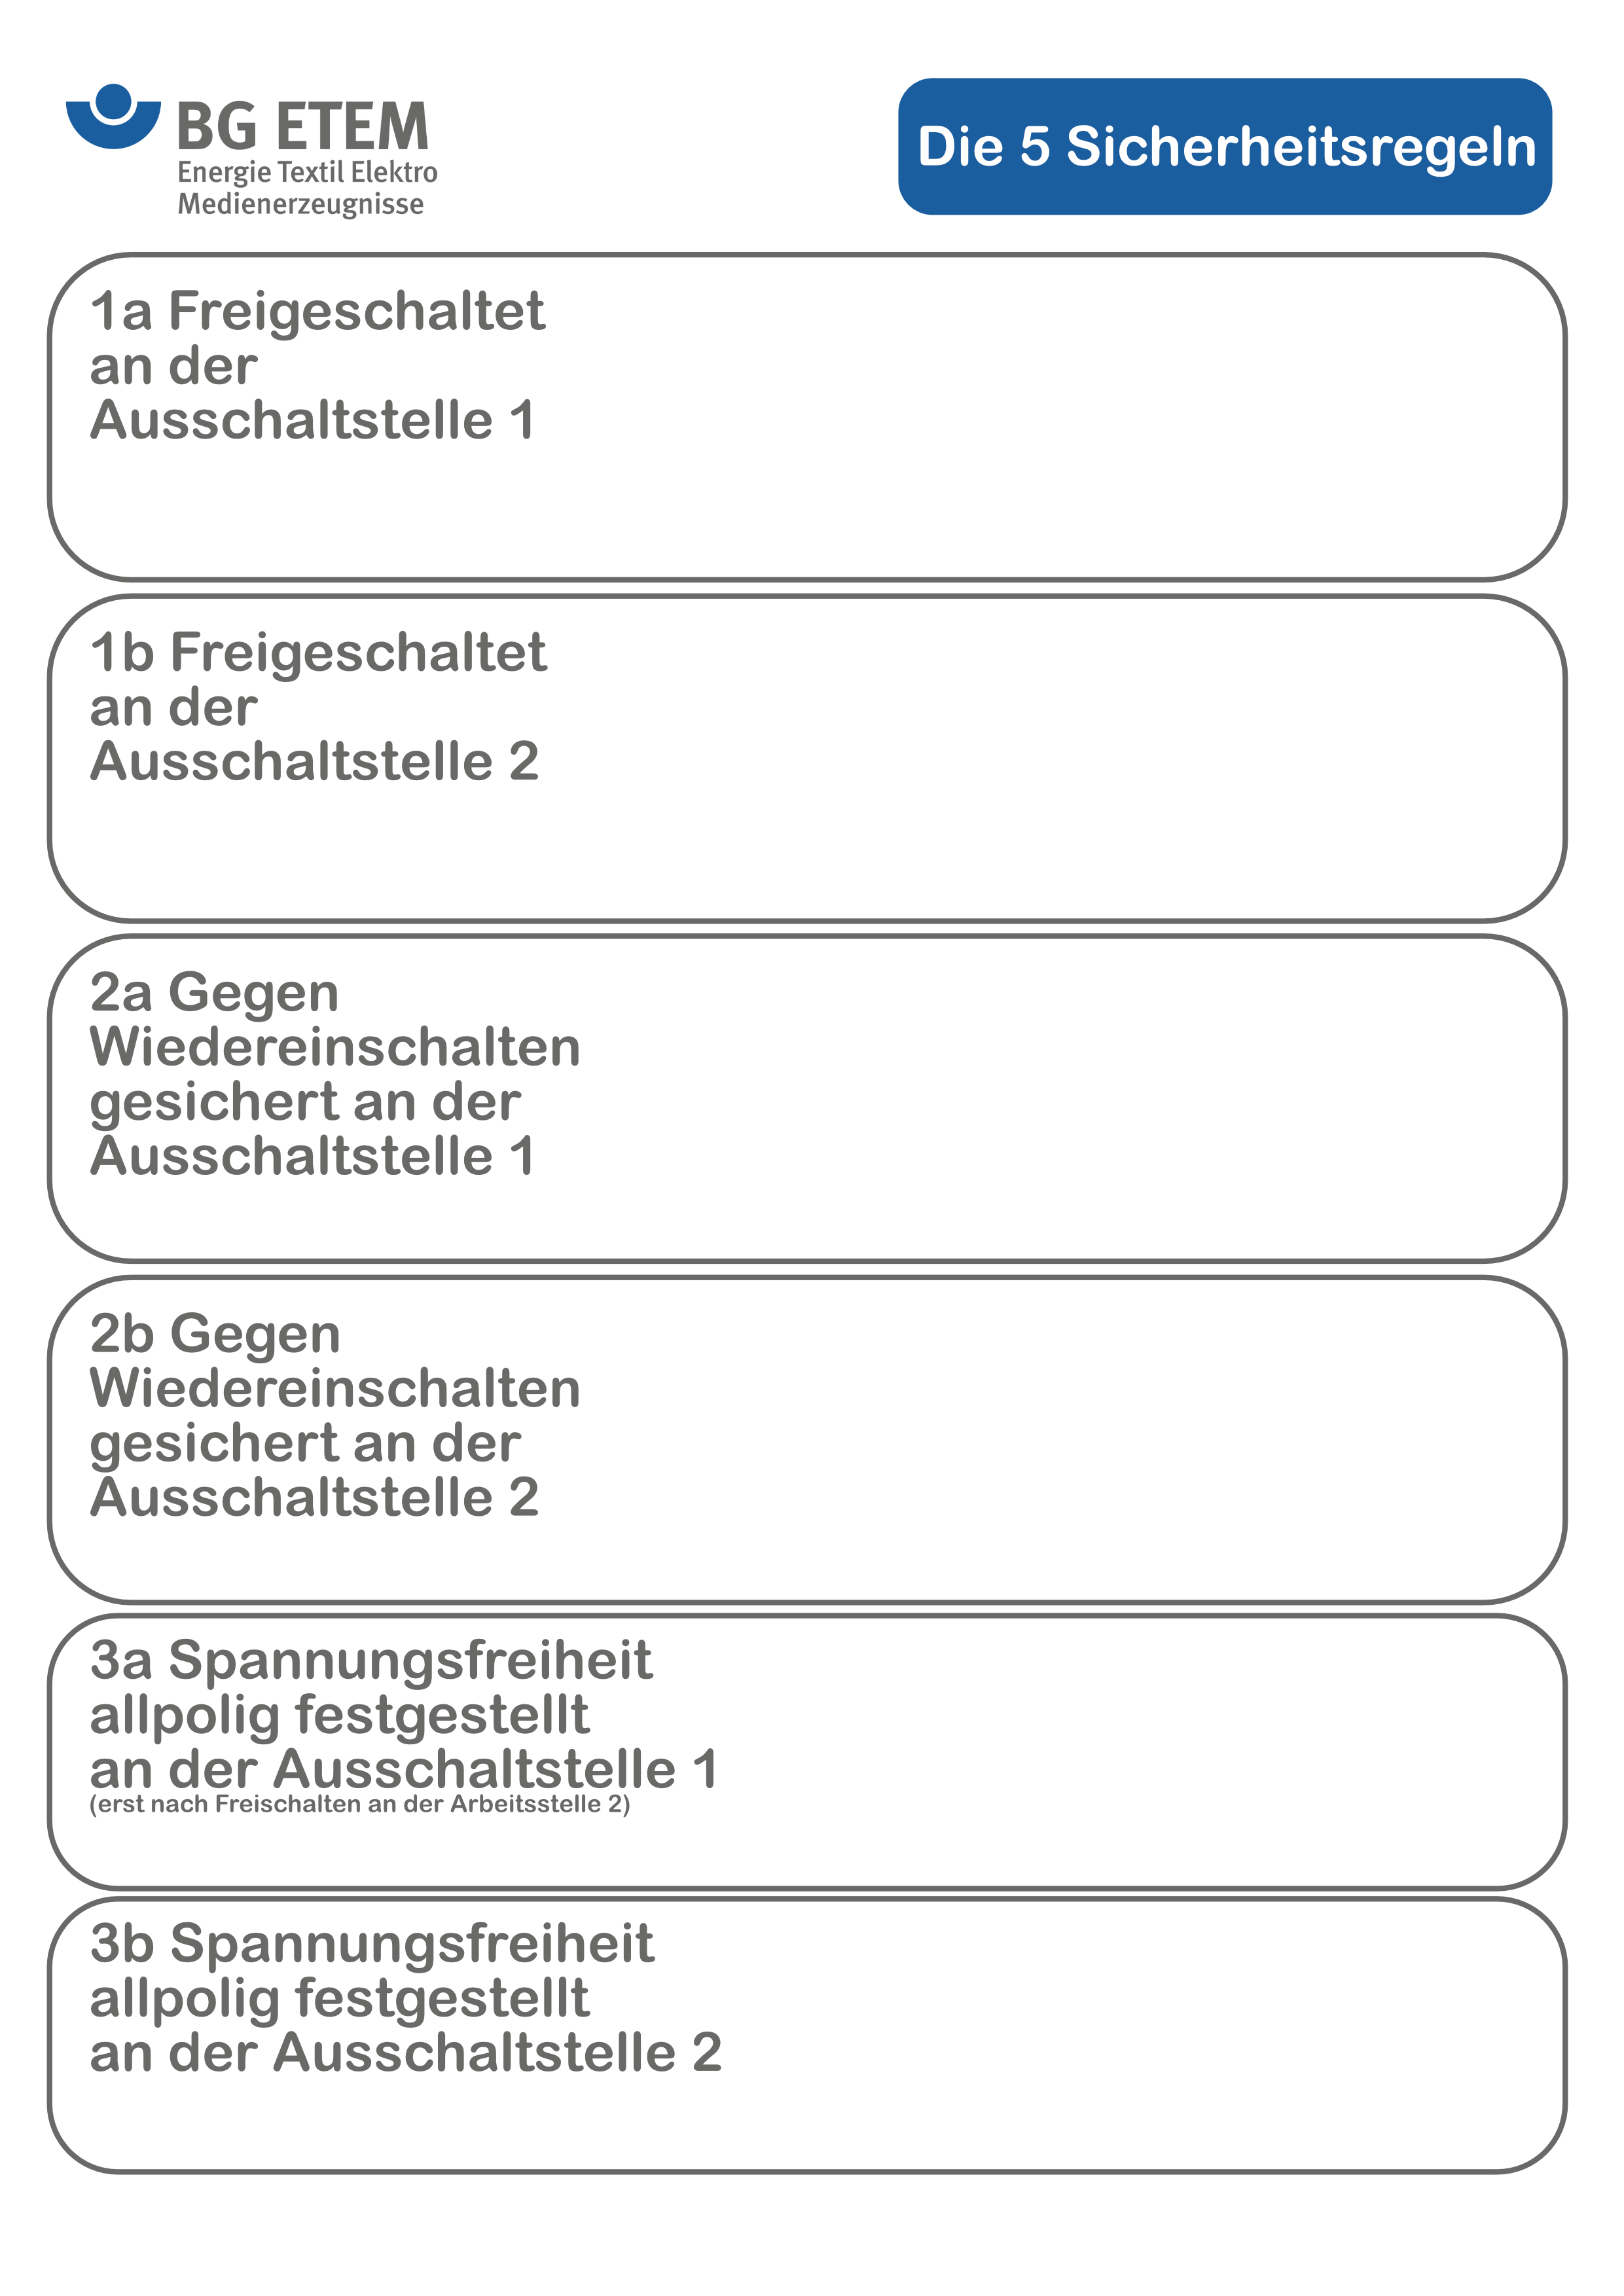 BG ETEM
Energie Textil Elektro
Medienerzeugnisse
Die 5 Sicherheitsregeln
1a Freigeschaltet
an der
Ausschaltstelle 1
1b Freigeschaltet
an der
Ausschaltstelle 2
2a Gegen
Wiedereinschalten
gesichert an der
Ausschaltstelle 1
2b Gegen
Wiedereinschalten
gesichert an der
Ausschaltstelle 2
3a Spannungsfreiheit
allpolig festgestellt
an der Ausschaltstelle 1
(erst nach Freischalten an der Arbeitsstelle 2)
3b Spannungsfreiheit
allpolig festgestellt
an der Ausschaltstelle 2